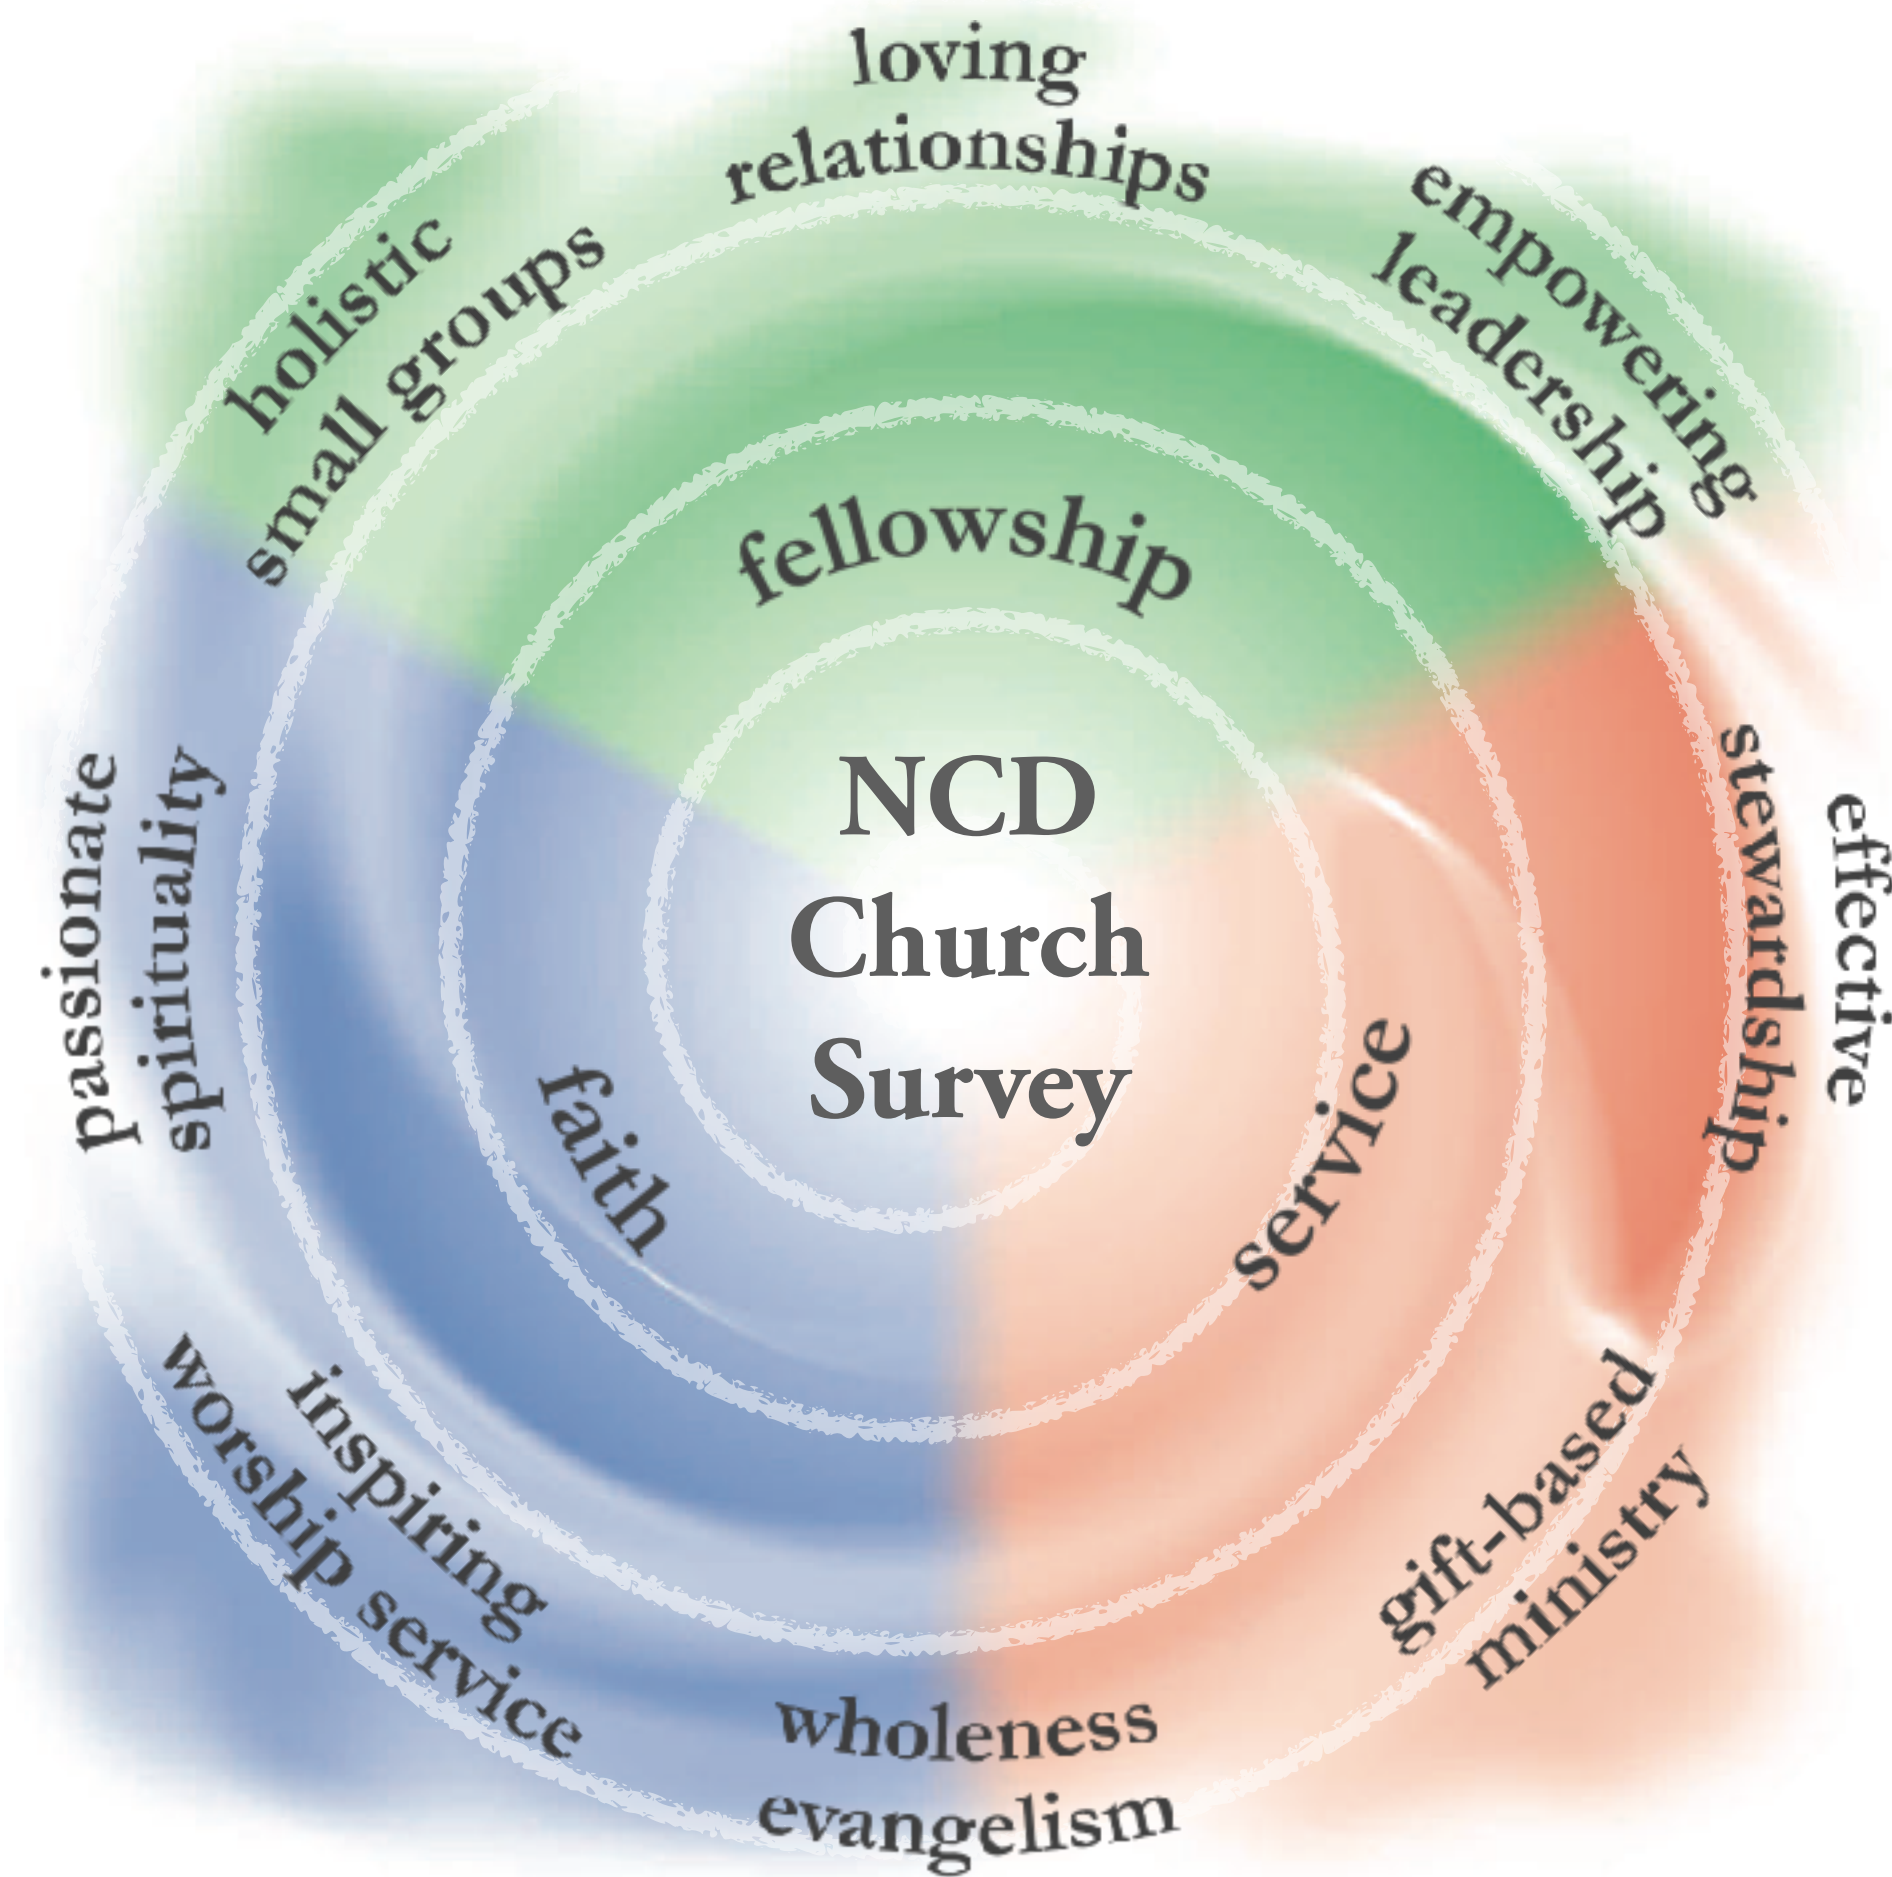 loving
relationships
empowering
leadership
effective
stewardship
gift-based
ministry
wholeness
evangelism
inspiring
worship service
passionate
spirituality
holistic
small groups
fellowship
service
faith
NCD
Church
Survey